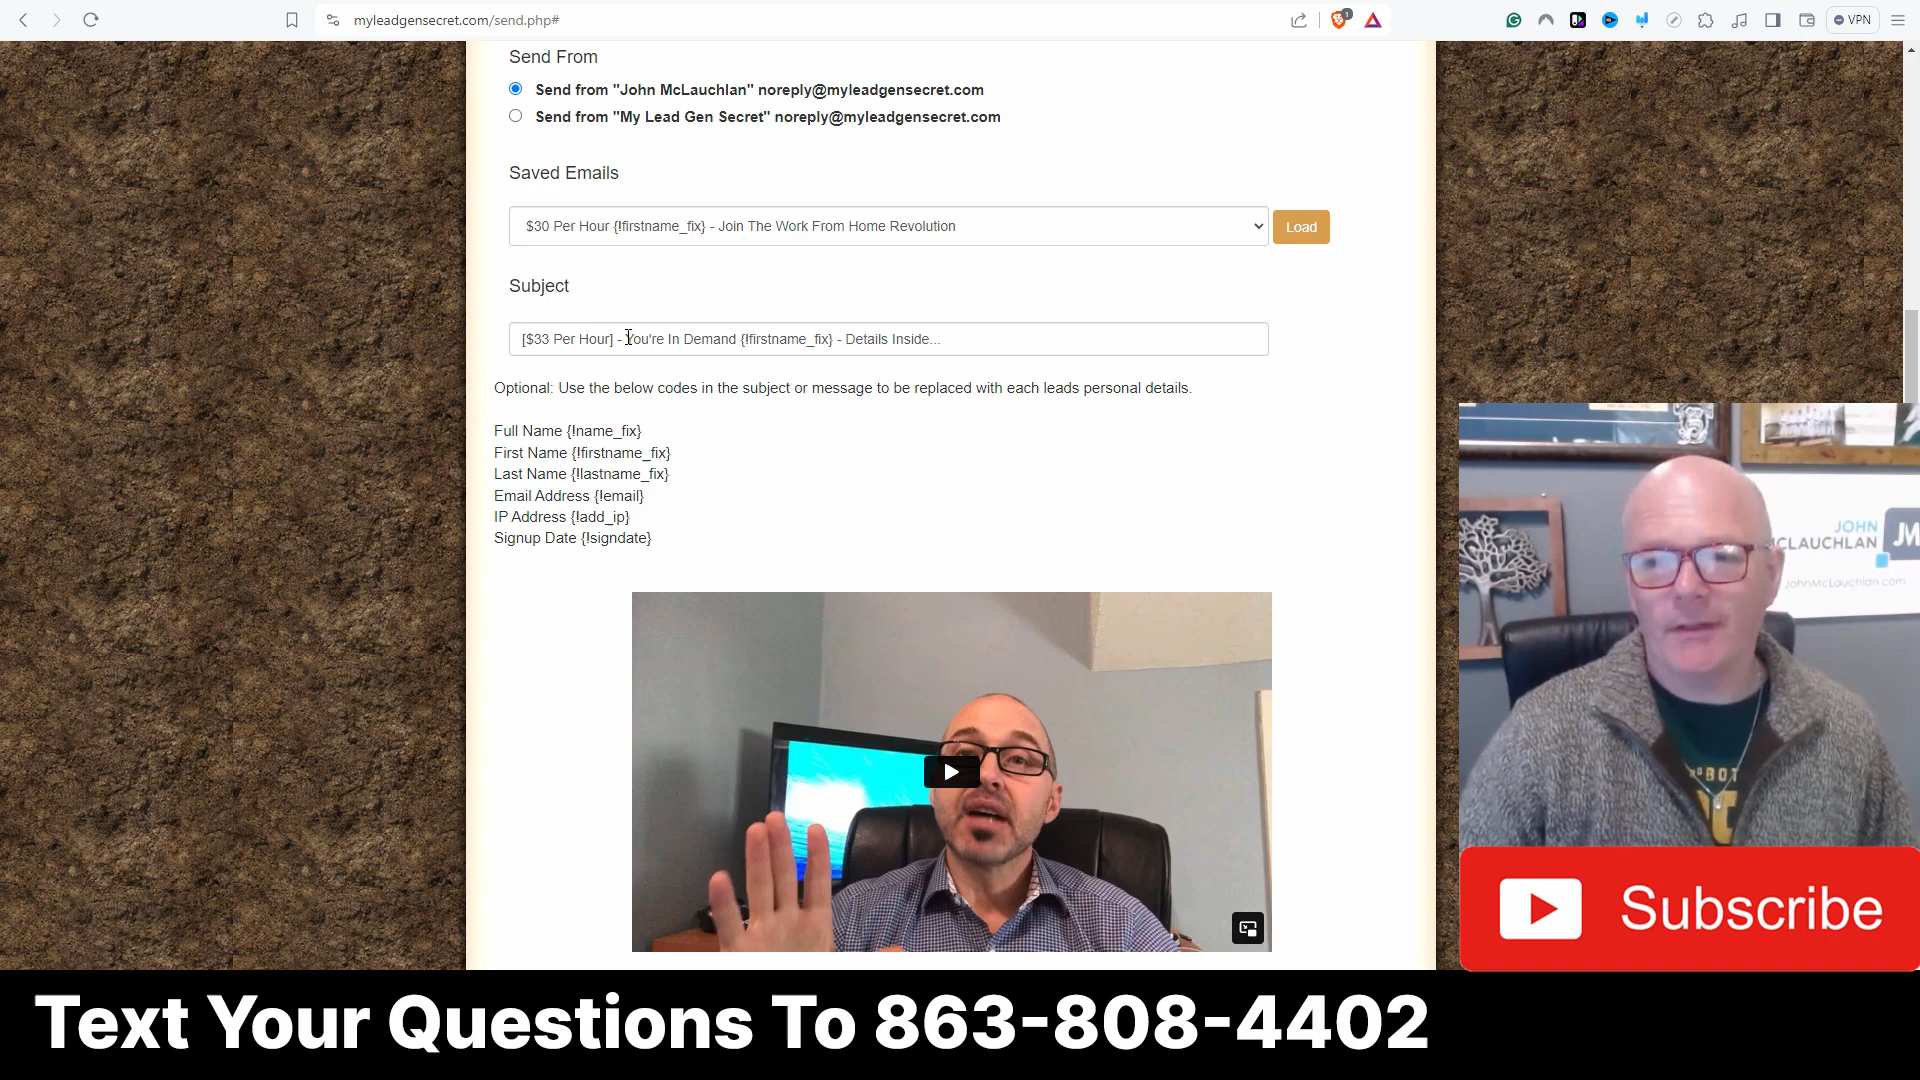 myleadgensecret.com/send.php#
1
VPN
Send From
Send from "John McLauchlan" noreply@myleadgensecret.com
Send from "My Lead Gen Secret" noreply@myleadgensecret.com
Saved Emails
$30 Per Hour {!firstname_fix} - Join The Work From Home Revolution
Load
Subject
[$33 Per Hour] - You're In Demand {!firstname_fix} - Details Inside...
Optional: Use the below codes in the subject or message to be replaced with each leads personal details.
Full Name {!name_fix}
First Name {!firstname_fix}
Last Name {!lastname_fix}
Email Address {!email}
IP Address {!add_ip}
Signup Date {!signdate}
JOHN
MCLAUCHLAN
JM
JohnMcLauchlan.com
Subscribe
Text Your Questions To 863-808-4402